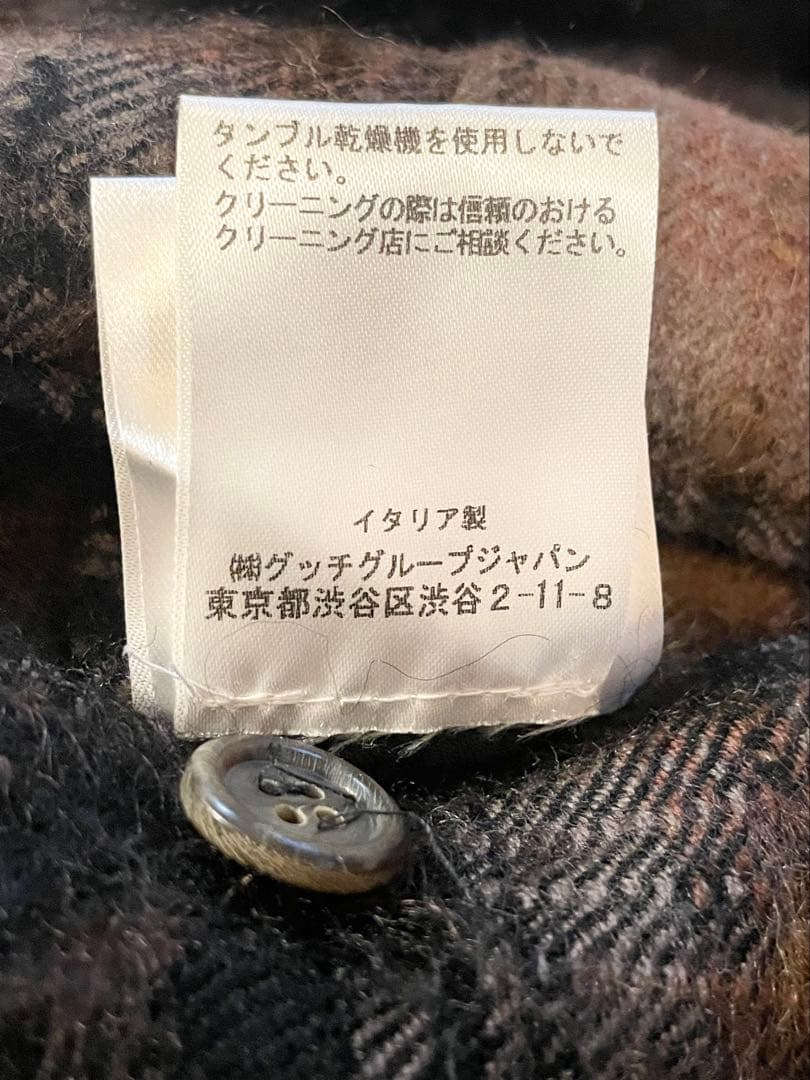 タンブル乾燥機を使用しないで
ください。
クリーニングの際は信頼のおける
クリーニング店にご相談ください。
イタリア製
㈱グッチグループジャパン
東京都渋谷区渋谷2-11-8